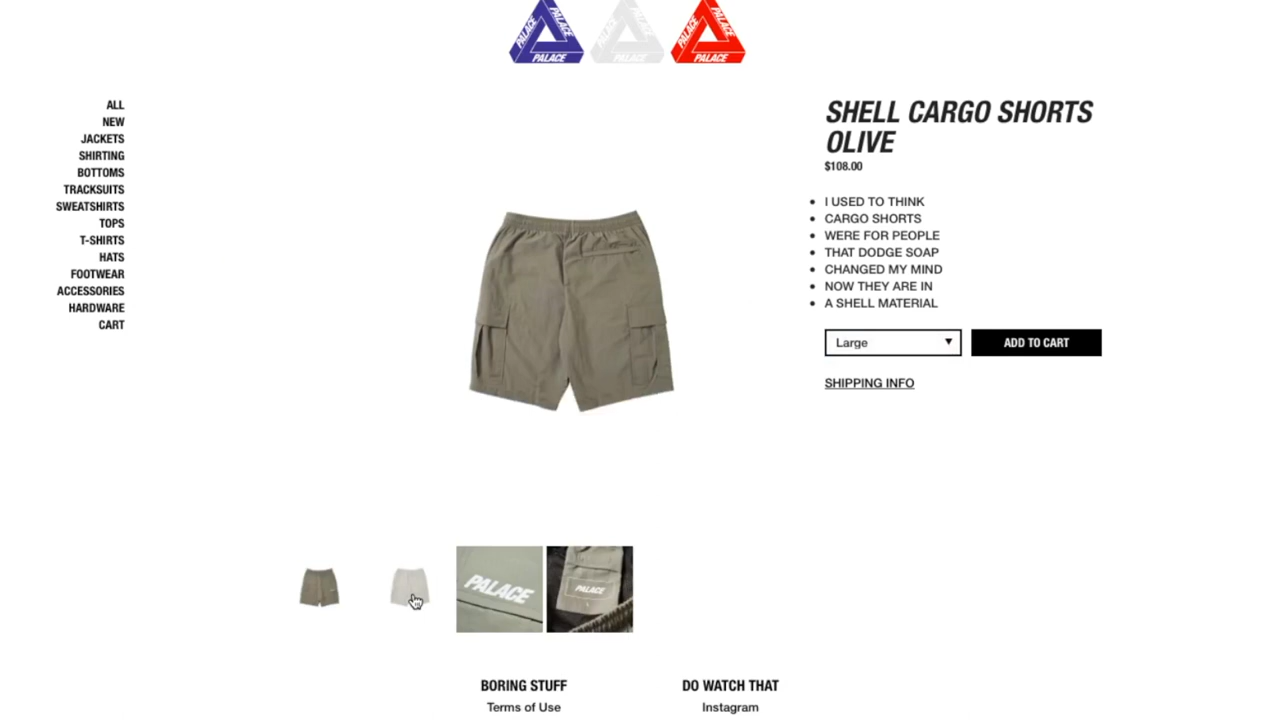 PALACE PALACE PALACE
PALACE PALACE PALACE
PALACE PALACE PALACE
ALL
NEW
JACKETS
SHIRTING
BOTTOMS
TRACKSUITS
SWEATSHIRTS
TOPS
T-SHIRTS
HATS
FOOTWEAR
ACCESSORIES
HARDWARE
CART
SHELL CARGO SHORTS
OLIVE
$108.00
I USED TO THINK
CARGO SHORTS
WERE FOR PEOPLE
THAT DODGE SOAP
CHANGED MY MIND
NOW THEY ARE IN
A SHELL MATERIAL
Large
ADD TO CART
SHIPPING INFO
PALACE
PALACE
BORING STUFF
Terms of Use
DO WATCH THAT
Instagram